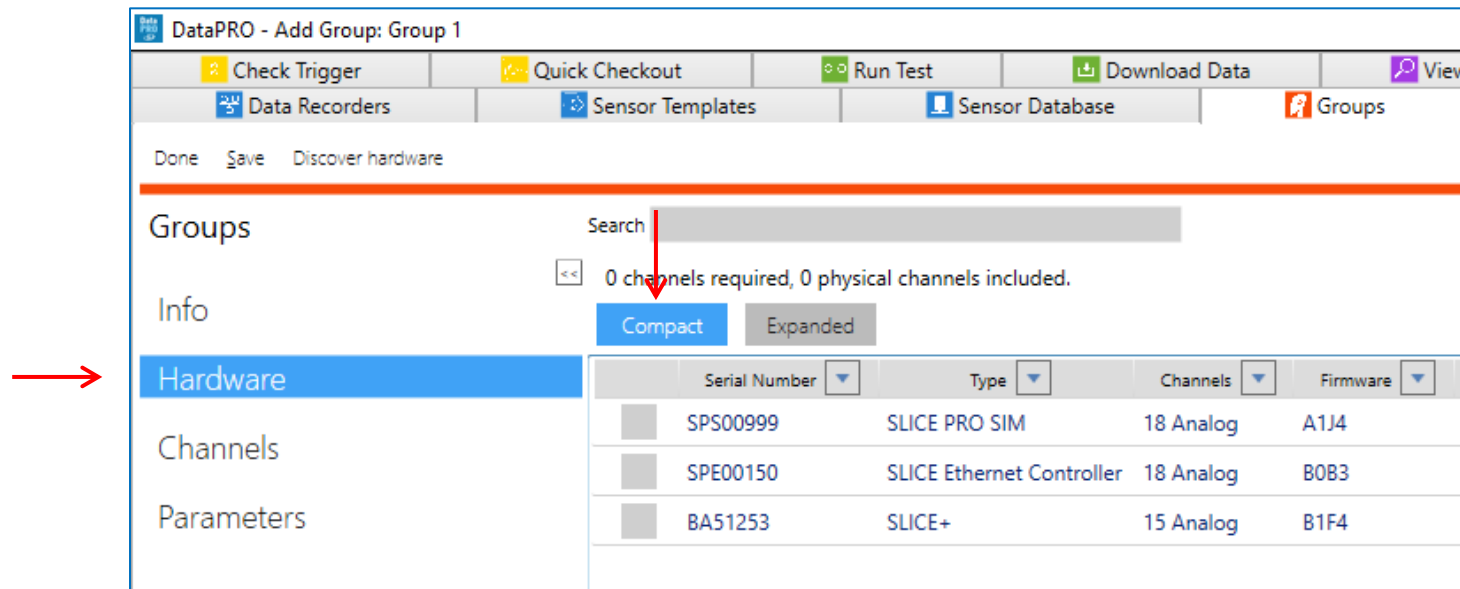 DataPRO - Add Group: Group 1
Check Trigger Quick Checkout Run Test Download Data View
Data Recorders Sensor Templates Sensor Database Groups
Done Save Discover hardware
Groups
Search
<< 0 channels required, 0 physical channels included.
Info
Compact Expanded
Hardware
Serial Number Type Channels Firmware
SPS00999 SLICE PRO SIM 18 Analog A1J4
Channels
SPE00150 SLICE Ethernet Controller 18 Analog B0B3
Parameters
BA51253 SLICE+ 15 Analog B1F4